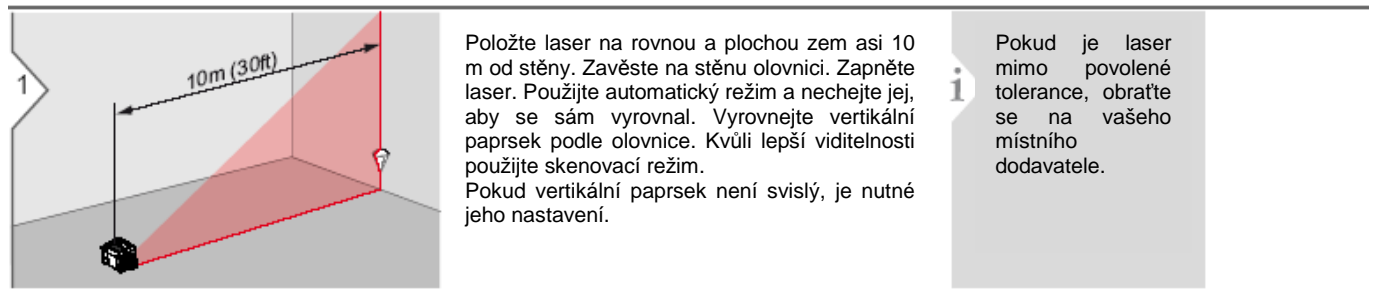 1
10m (30ft)
Položte laser na rovnou a plochou zem asi 10
m od stěny. Zavěste na stěnu olovnici. Zapněte
laser. Použijte automatický režim a nechejte jej,
aby se sám vyrovnal. Vyrovnejte vertikální
paprsek podle olovnice. Kvůli lepší viditelnosti
použijte skenovací režim.
Pokud vertikální paprsek není svislý, je nutné
jeho nastavení.
i
Pokud je laser
mimo povolené
tolerance, obraťte
se na vašeho
místního
dodavatele.